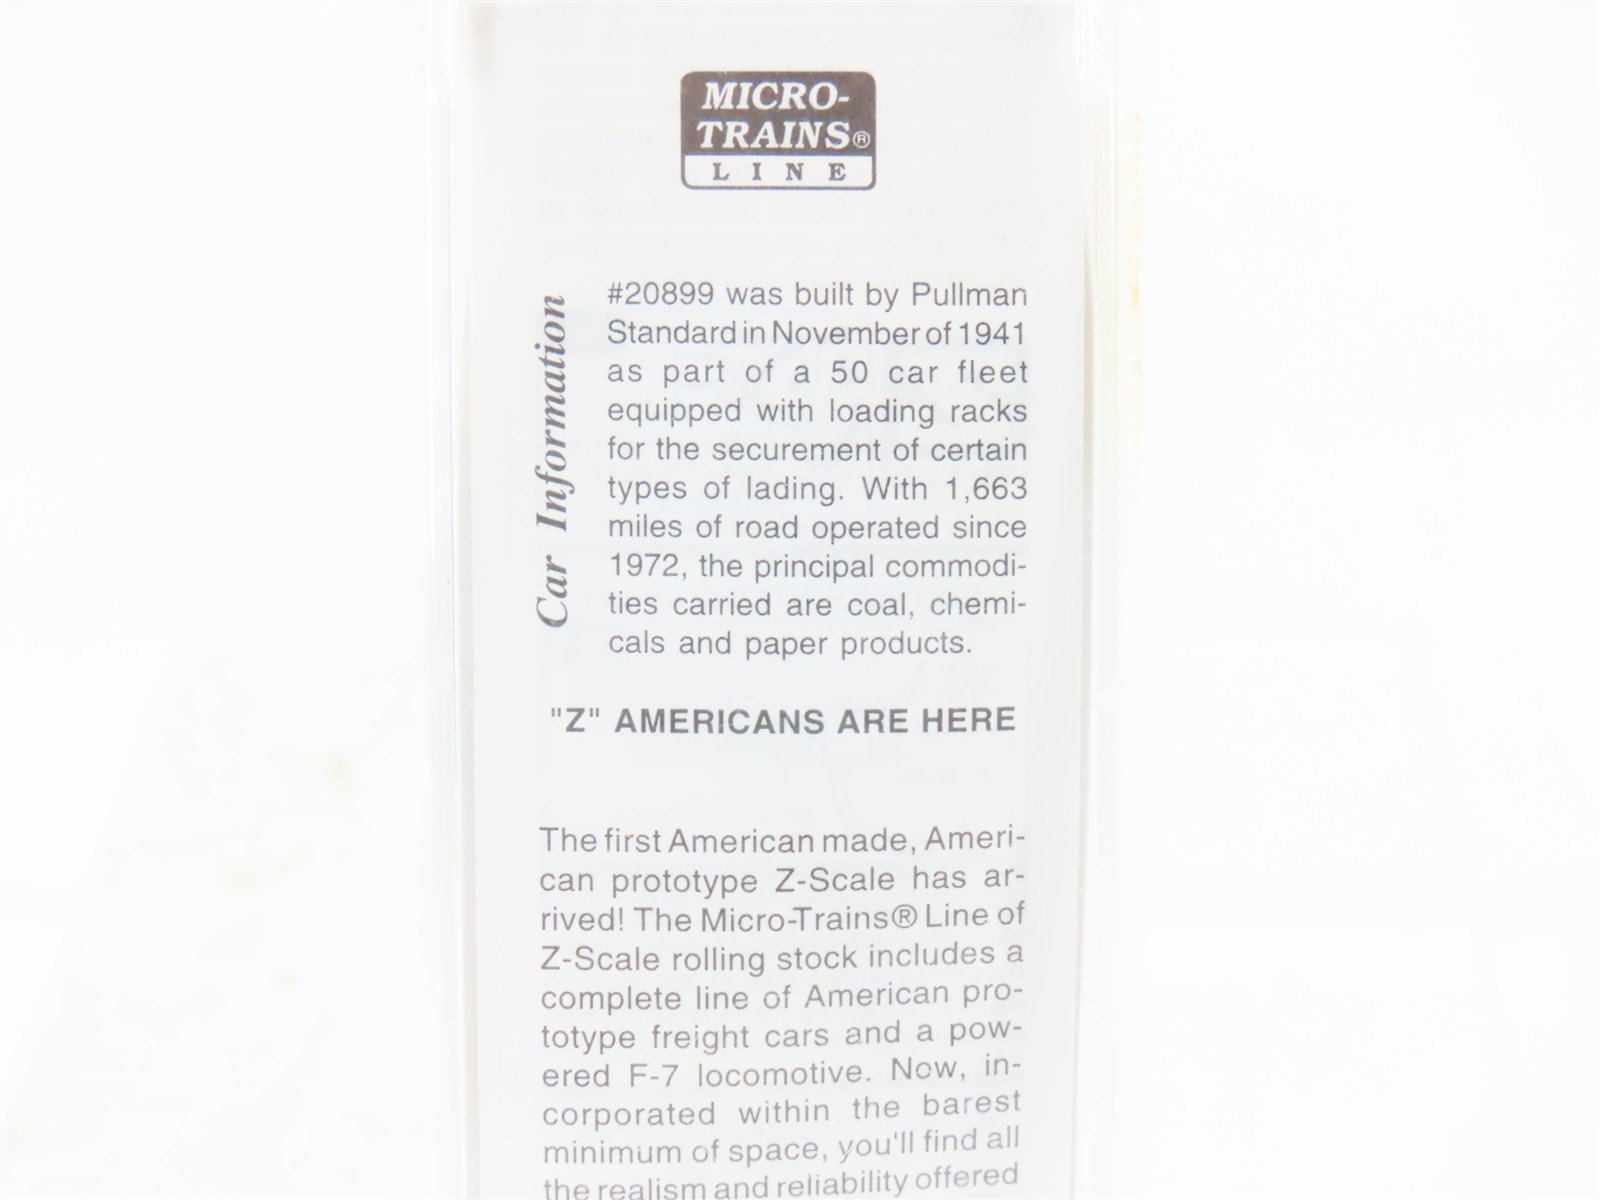 MICRO-
TRAINS®
LINE
Car Information
#20899 was built by Pullman
Standard in November of 1941
as part of a 50 car fleet
equipped with loading racks
for the securement of certain
types of lading. With 1,663
miles of road operated since
1972, the principal commodi-
ties carried are coal, chemi-
cals and paper products.
"Z" AMERICANS ARE HERE
The first American made, Ameri-
can prototype Z-Scale has ar-
rived! The Micro-Trains® Line of
Z-Scale rolling stock includes a
complete line of American pro-
totype freight cars and a pow-
ered F-7 locomotive. Now, in-
corporated within the barest
minimum of space, you'll find all
the realism and reliability offered